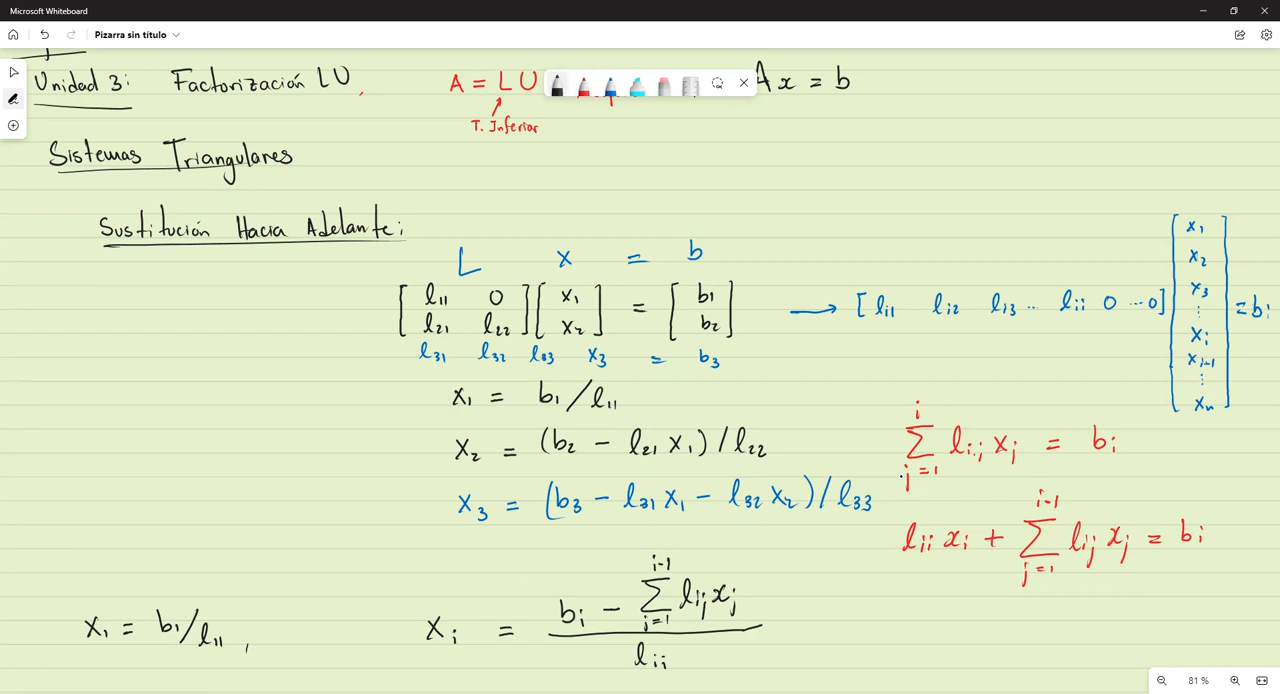 Microsoft Whiteboard
Pizarra sin título
Unidad 3: Factorización LU, A = LU Ax = b
T. Inferior
Sistemas Triangulares
Sustitución Hacia Adelante:
L x = b
[ l11 0 ] [ x1 ] = [ b1 ]
[ l21 l22 ] [ x2 ] = [ b2 ]
l31 l32 l33 x3 = b3
→ [ li1 li2 li3 ... lii 0 ... 0 ] [ x1 x2 x3 ⋮ xi xi-1 ⋮ xn ] = bi
x1 = b1/l11
x2 = (b2 - l21 x1)/l22
x3 = (b3 - l31 x1 - l32 x2)/l33
∑_{j=1}^{i} lij xj = bi
lii xi + ∑_{j=1}^{i-1} lij xj = bi
x1 = b1/l11 , xi = (bi - ∑_{j=1}^{i-1} lij xj) / lii
81 %